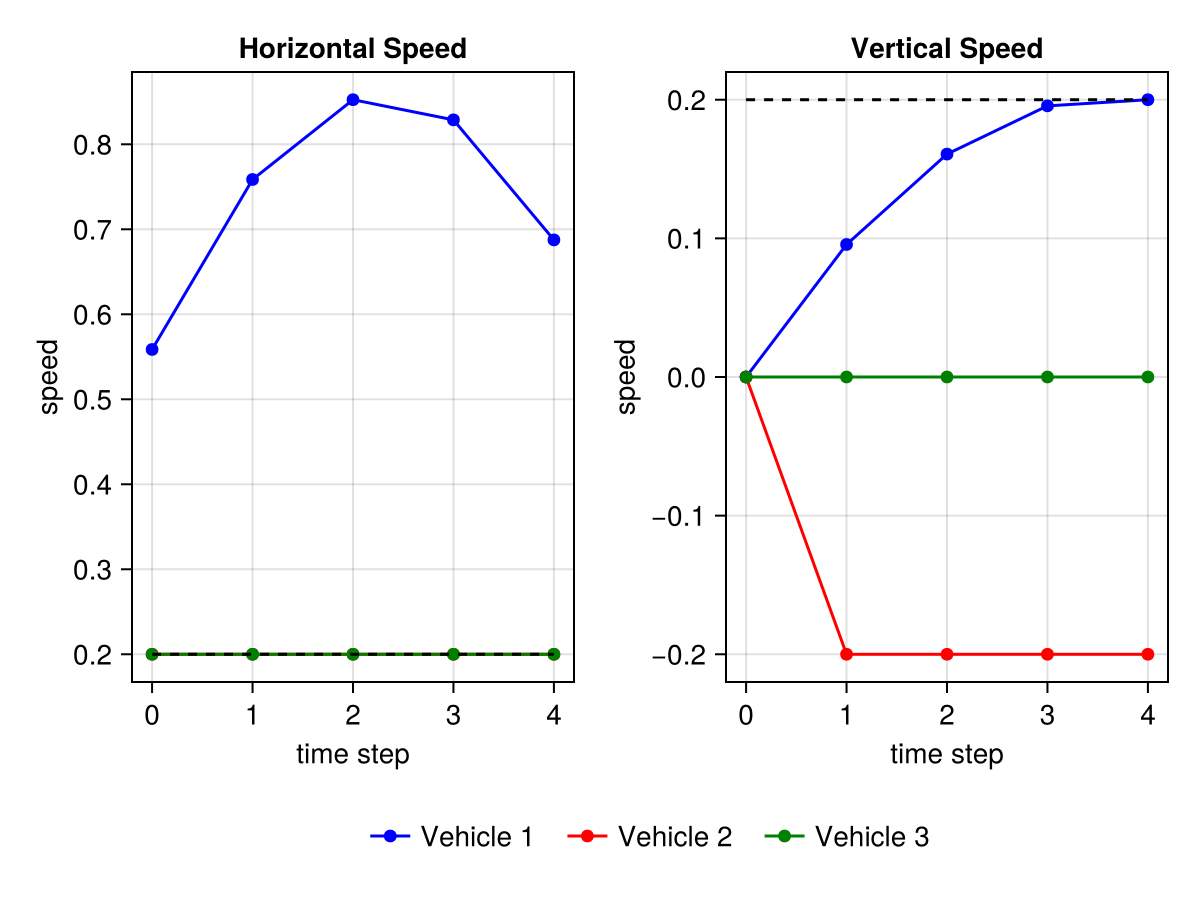 Horizontal Speed
0.8
0.7
0.6
0.5
0.4
0.3
0.2
speed
0 1 2 3 4
time step
Vertical Speed
0.2
0.1
0.0
−0.1
−0.2
speed
0 1 2 3 4
time step
Vehicle 1 Vehicle 2 Vehicle 3